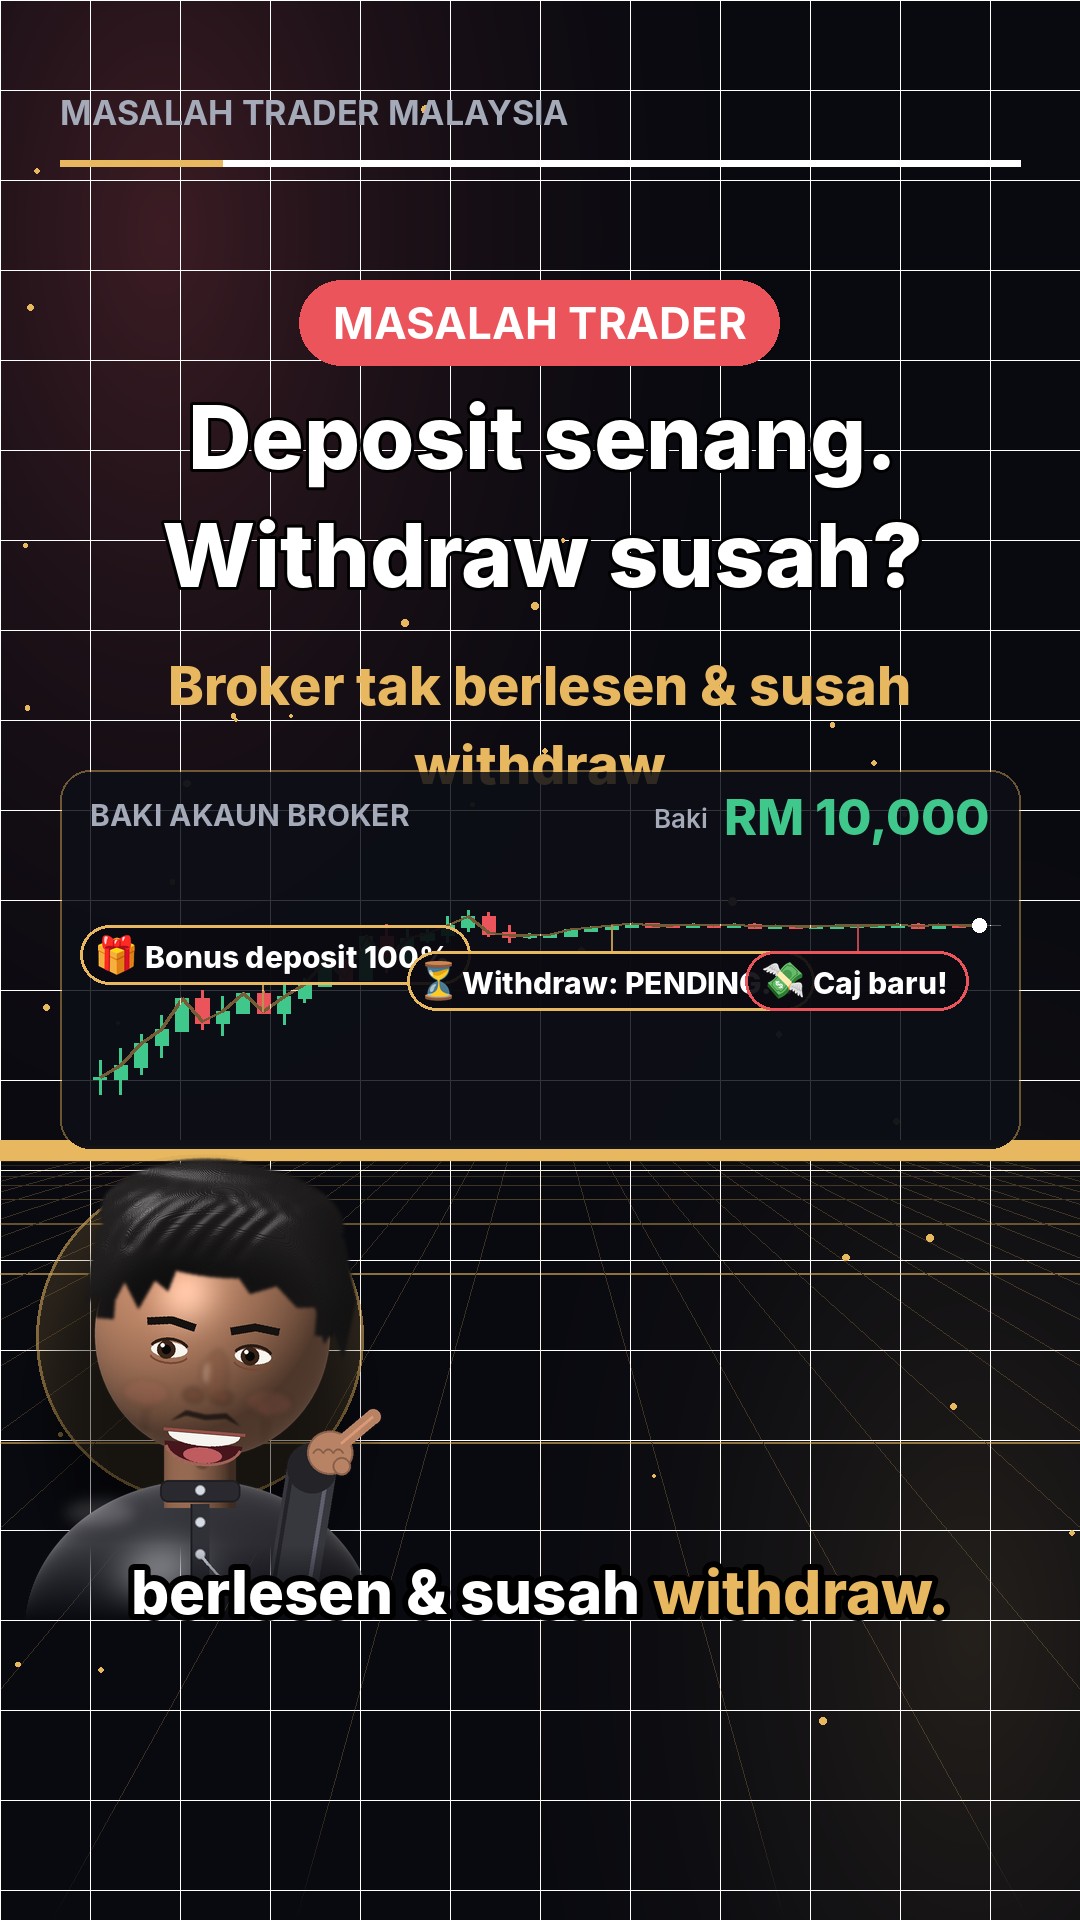 MASALAH TRADER MALAYSIA
MASALAH TRADER
Deposit senang.
Withdraw susah?
Broker tak berlesen & susah
withdraw
BAKI AKAUN BROKER
Baki RM 10,000
Bonus deposit 100%
Withdraw: PENDING
Caj baru!
berlesen & susah withdraw.